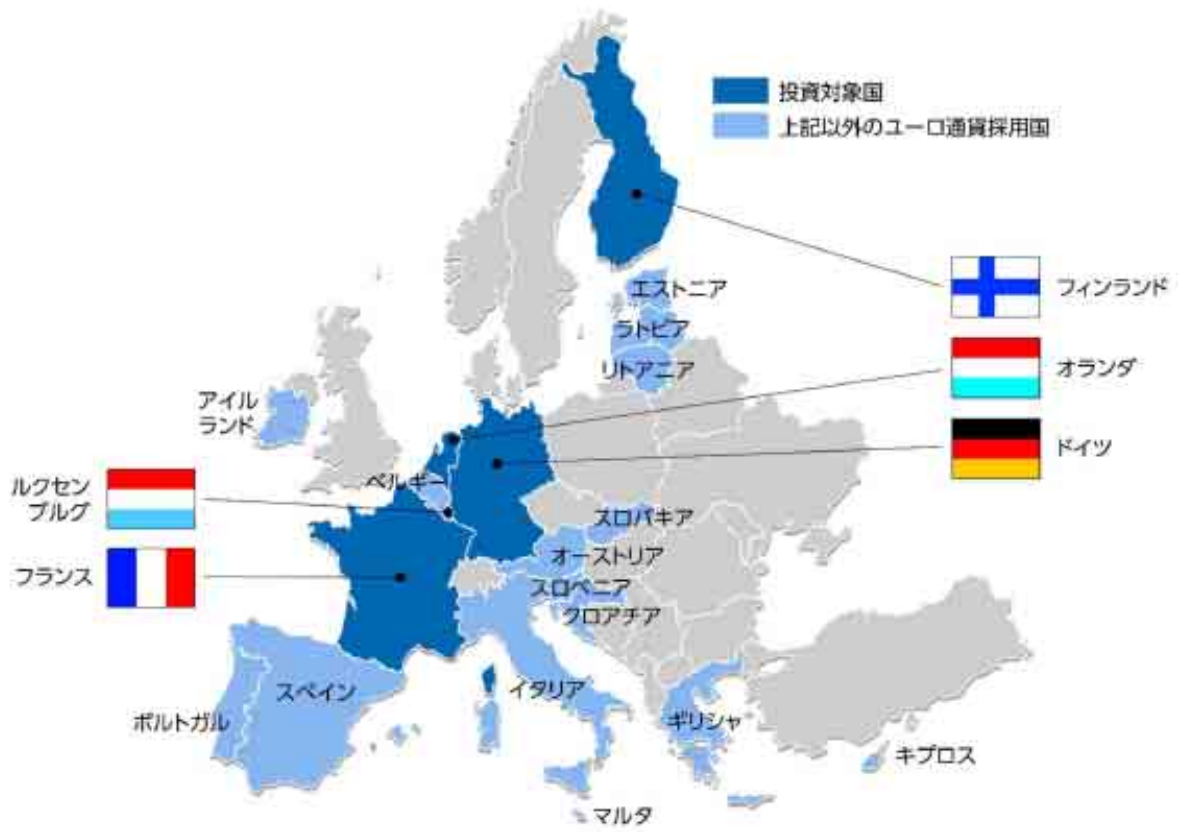 投資対象国
上記以外のユーロ通貨採用国
フィンランド
エストニア
ラトビア
リトアニア
オランダ
アイル
ランド
ドイツ
ベルギー
ルクセン
ブルグ
スロバキア
オーストリア
フランス
スロベニア
クロアチア
スペイン
イタリア
ポルトガル
ギリシャ
キプロス
マルタ